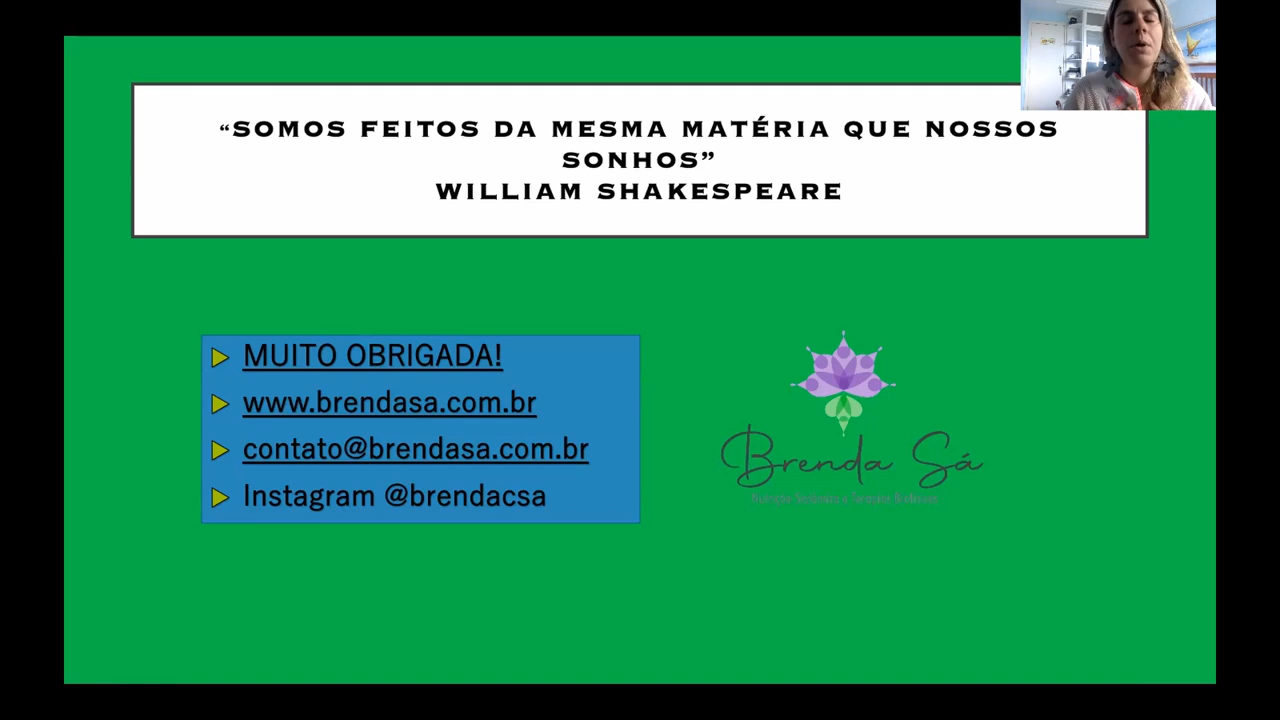 “SOMOS FEITOS DA MESMA MATÉRIA QUE NOSSOS
SONHOS”
WILLIAM SHAKESPEARE
MUITO OBRIGADA!
www.brendasa.com.br
contato@brendasa.com.br
Instagram @brendacsa
Brenda Sá